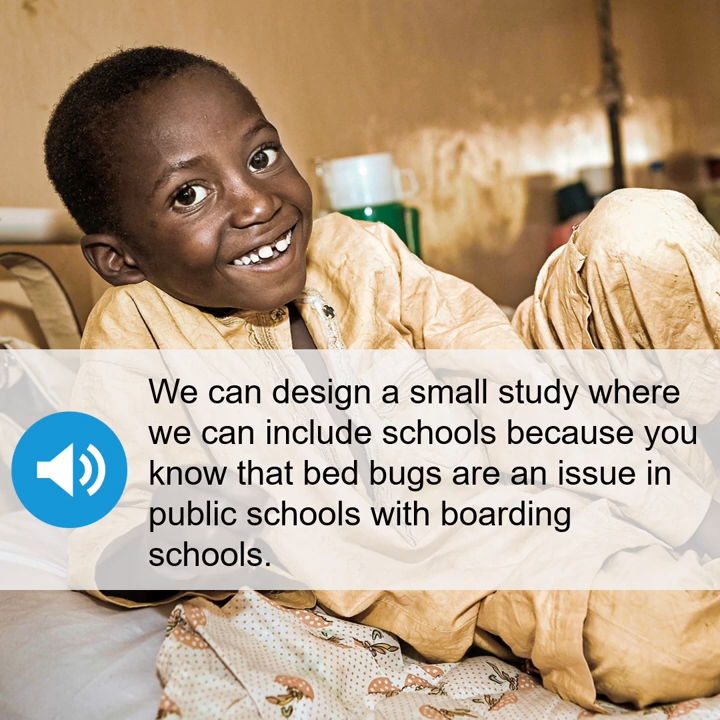 We can design a small study where
we can include schools because you
know that bed bugs are an issue in
public schools with boarding
schools.